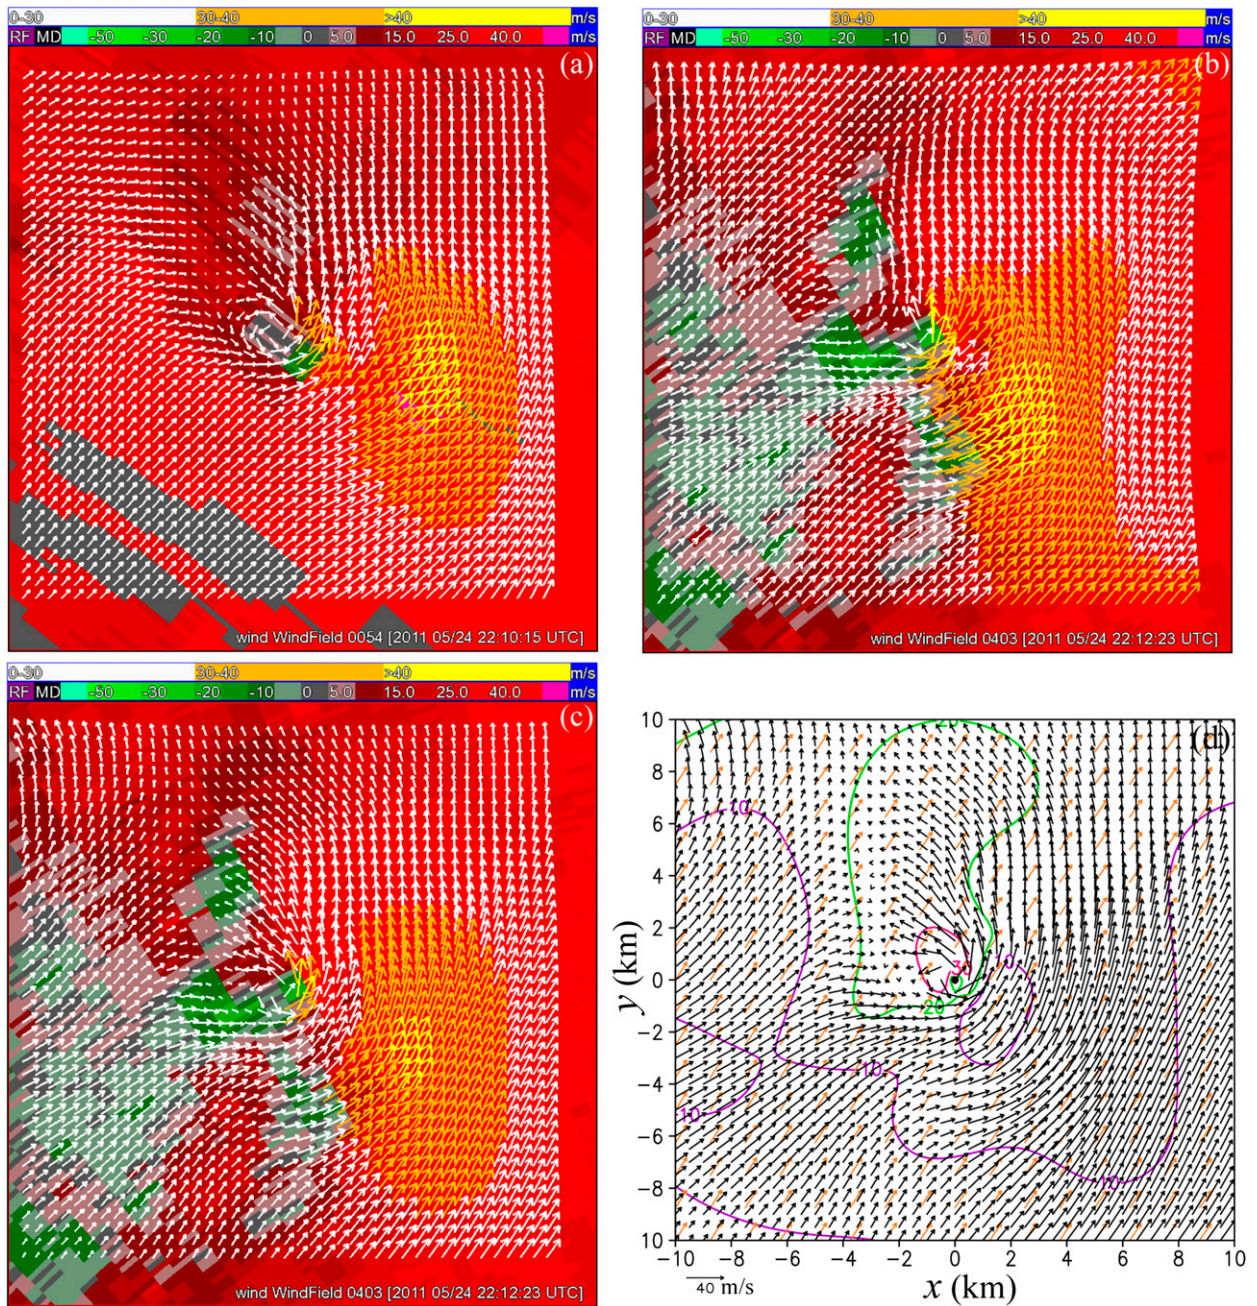 0-30 30-40 >40 m/s
RF MD -50 -30 -20 -10 0 5.0 15.0 25.0 40.0 m/s
(a)
wind WindField 0054 [2011 05/24 22:10:15 UTC]
0-30 30-40 >40 m/s
RF MD -50 -30 -20 -10 0 5.0 15.0 25.0 40.0 m/s
(b)
wind WindField 0403 [2011 05/24 22:12:23 UTC]
0-30 30-40 >40 m/s
RF MD -50 -30 -20 -10 0 5.0 15.0 25.0 40.0 m/s
(c)
wind WindField 0403 [2011 05/24 22:12:23 UTC]
(d)
10
8
6
4
2
0
−2
−4
−6
−8
10
y (km)
20
10
10
20
10
10
10
−10 −8 −6 −4 −2 0 2 4 6 8 10
40 m/s
x (km)